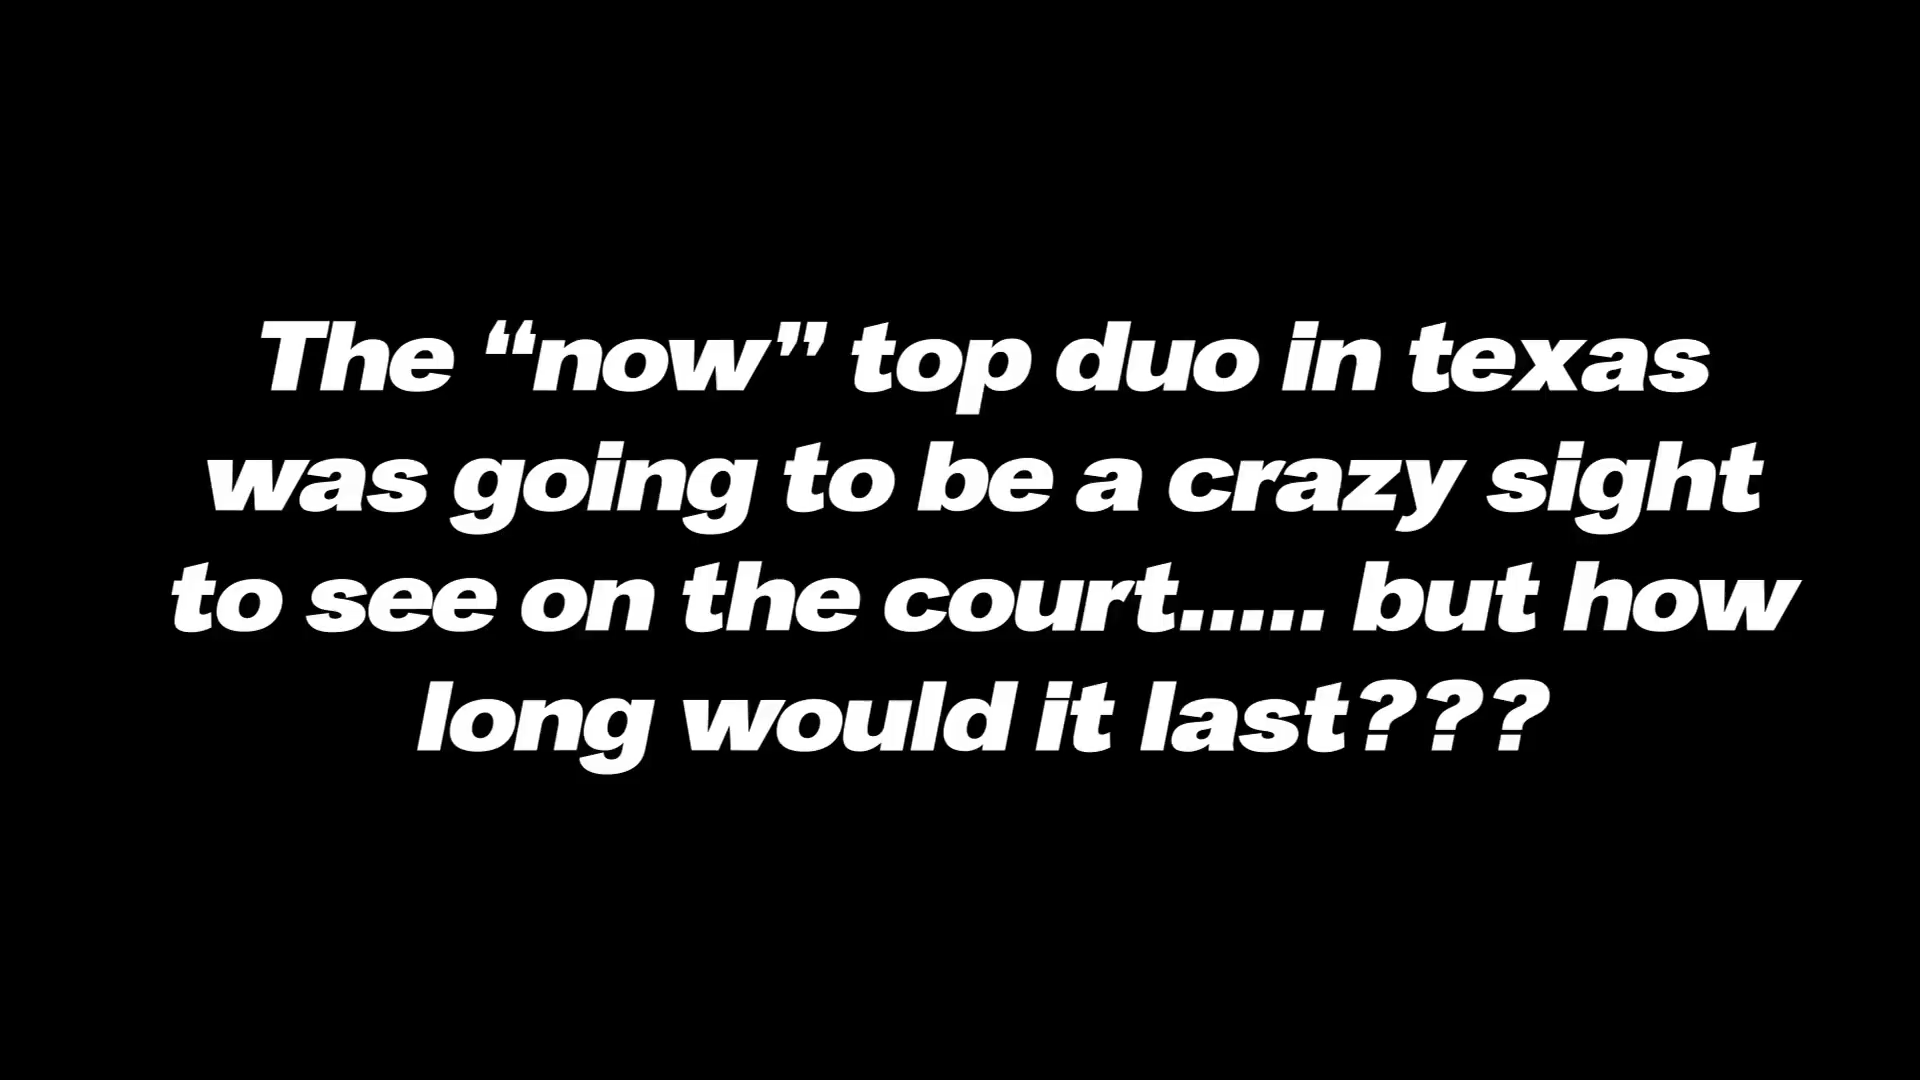 The “now” top duo in texas
was going to be a crazy sight
to see on the court..... but how
long would it last???